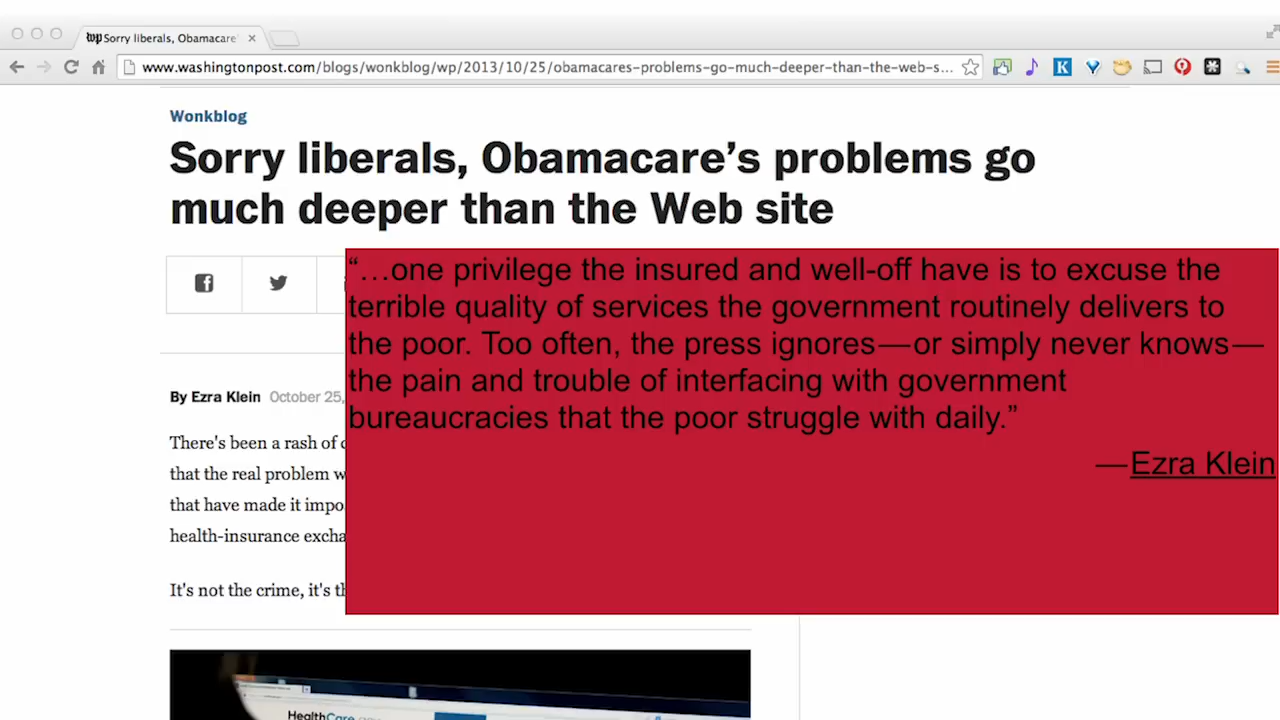 wp Sorry liberals, Obamacare'
www.washingtonpost.com/blogs/wonkblog/wp/2013/10/25/obamacares-problems-go-much-deeper-than-the-web-s...
K
Wonkblog
Sorry liberals, Obamacare’s problems go
much deeper than the Web site
“…one privilege the insured and well-off have is to excuse the
terrible quality of services the government routinely delivers to
the poor. Too often, the press ignores—or simply never knows—
the pain and trouble of interfacing with government
bureaucracies that the poor struggle with daily.”
—Ezra Klein
By Ezra Klein October 25,
There's been a rash of
that the real problem
that have made it
health-insurance
It's not the crime, it's
HealthCare